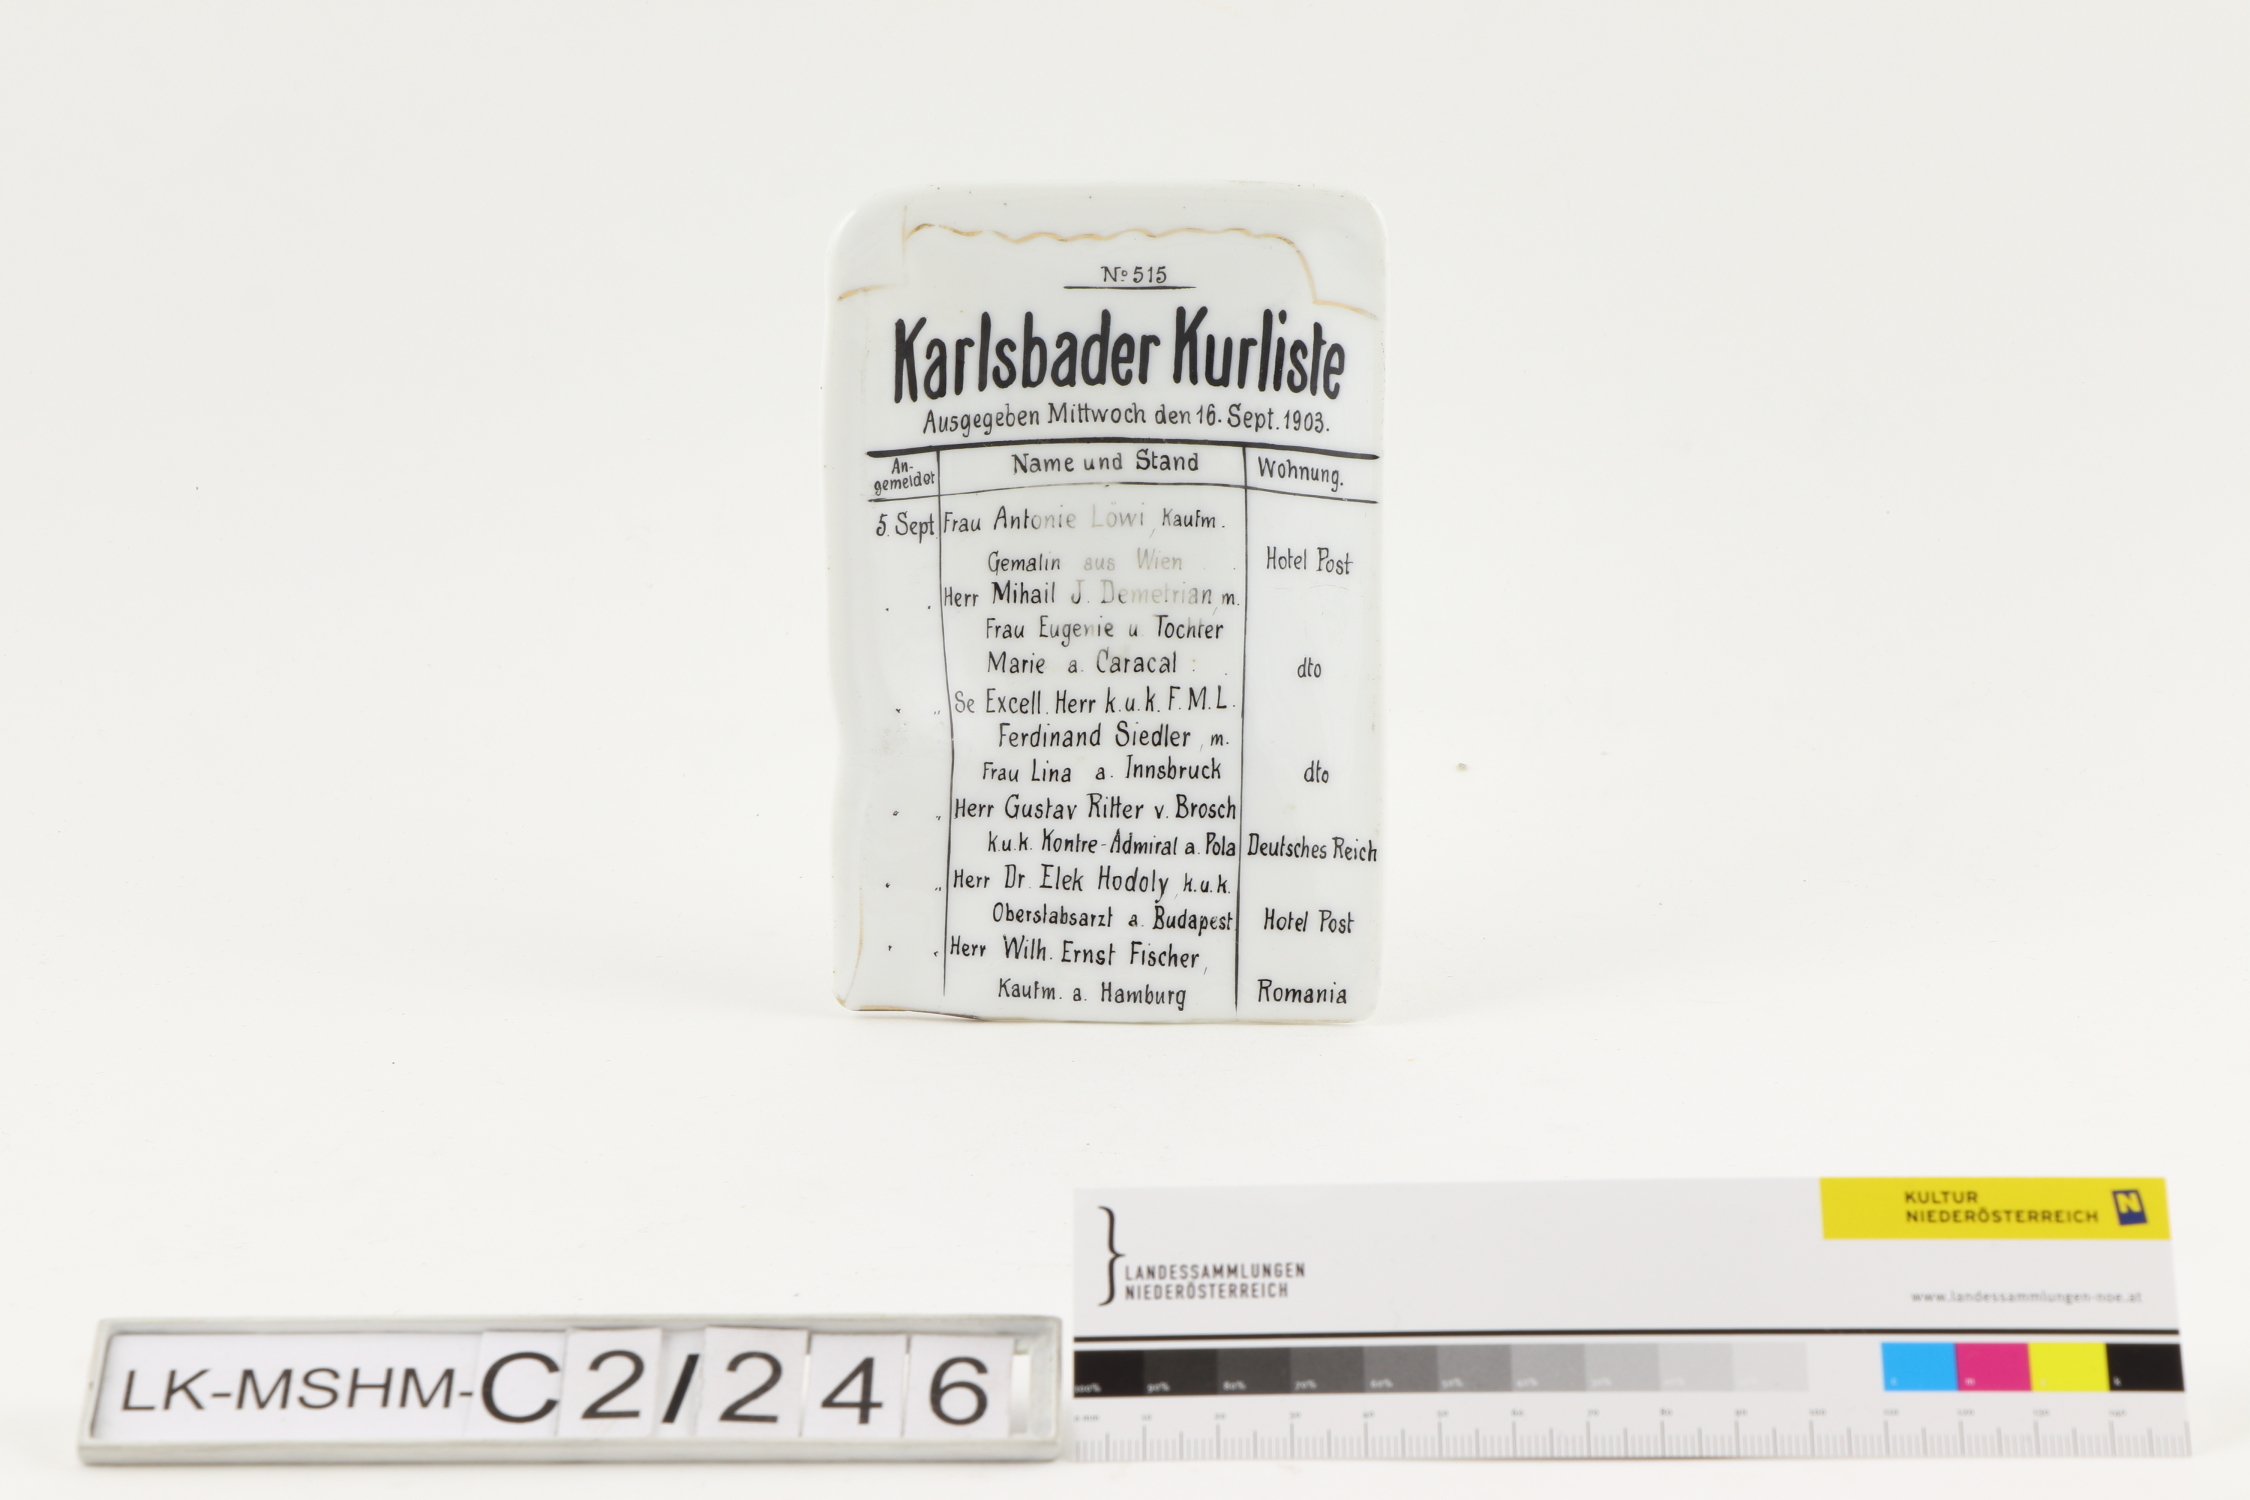 No 515
Karlsbader Kurliste
Ausgegeben Mittwoch den 16. Sept. 1903.
An-
gemeldet
Name und Stand
Wohnung.
5. Sept Frau Antonie Löwi, Kaufm.
Gemalin aus Wien . Hotel Post
Herr Mihail J. Demetrian, m.
Frau Eugenie u Tochter
Marie a. Caracal : . dto
Se Excell. Herr k.u.k. F.M.L.
Ferdinand Siedler, m.
Frau Lina a. Innsbruck dto
Herr Gustav Ritter v. Brosch
k.u.k. Kontre-Admiral a. Pola Deutsches Reich
Herr Dr. Elek Hodoly, k.u.k.
Oberstabsarzt a. Budapest Hotel Post
Herr Wilh. Ernst Fischer,
Kaufm. a. Hamburg Romania
LK-MSHM-C2/246
LANDESSAMMLUNGEN
NIEDERÖSTERREICH
KULTUR
NIEDERÖSTERREICH
N
www.landessammlungen-noe.at